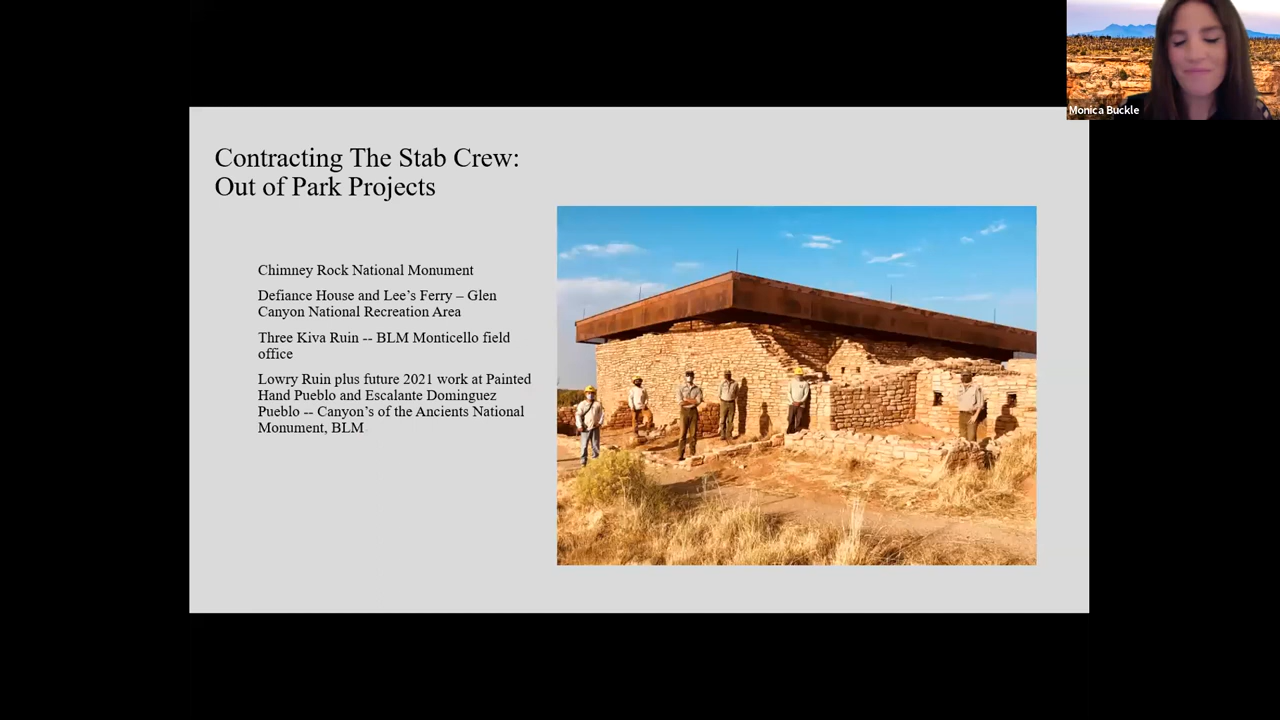 Monica Buckle
Contracting The Stab Crew:
Out of Park Projects
Chimney Rock National Monument
Defiance House and Lee’s Ferry – Glen
Canyon National Recreation Area
Three Kiva Ruin -- BLM Monticello field
office
Lowry Ruin plus future 2021 work at Painted
Hand Pueblo and Escalante Dominguez
Pueblo -- Canyon’s of the Ancients National
Monument, BLM